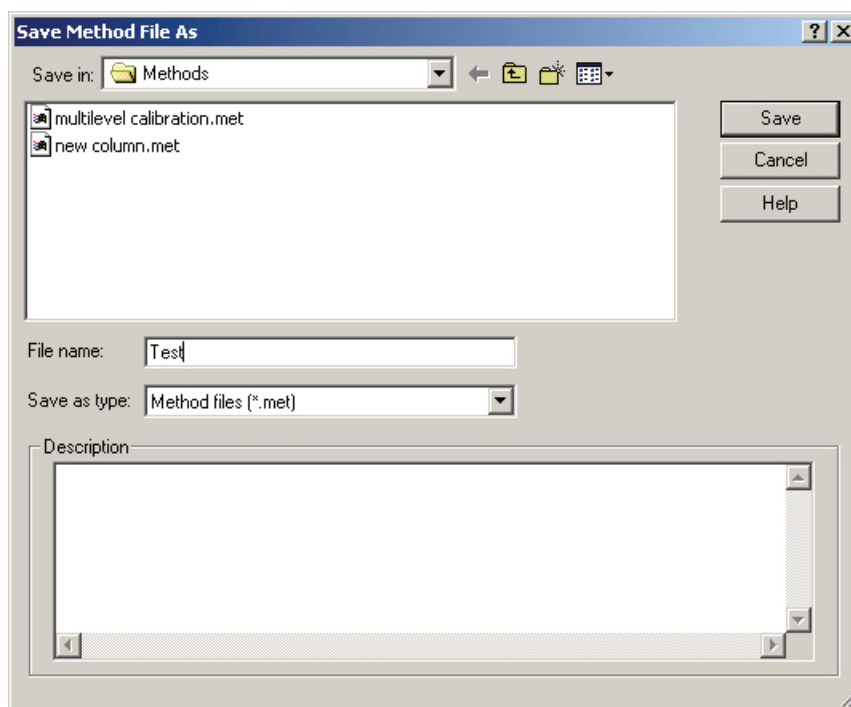 Save Method File As
Save in: Methods
multilevel calibration.met
new column.met
Save
Cancel
Help
File name: Test
Save as type: Method files (*.met)
Description